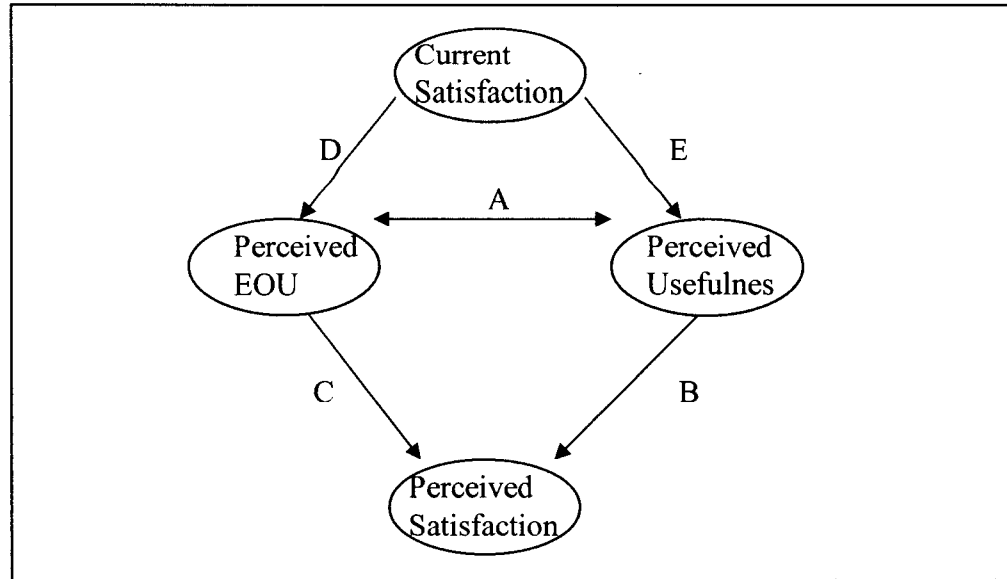 Current
Satisfaction
D
E
A
Perceived
EOU
Perceived
Usefulnes
C
B
Perceived
Satisfaction